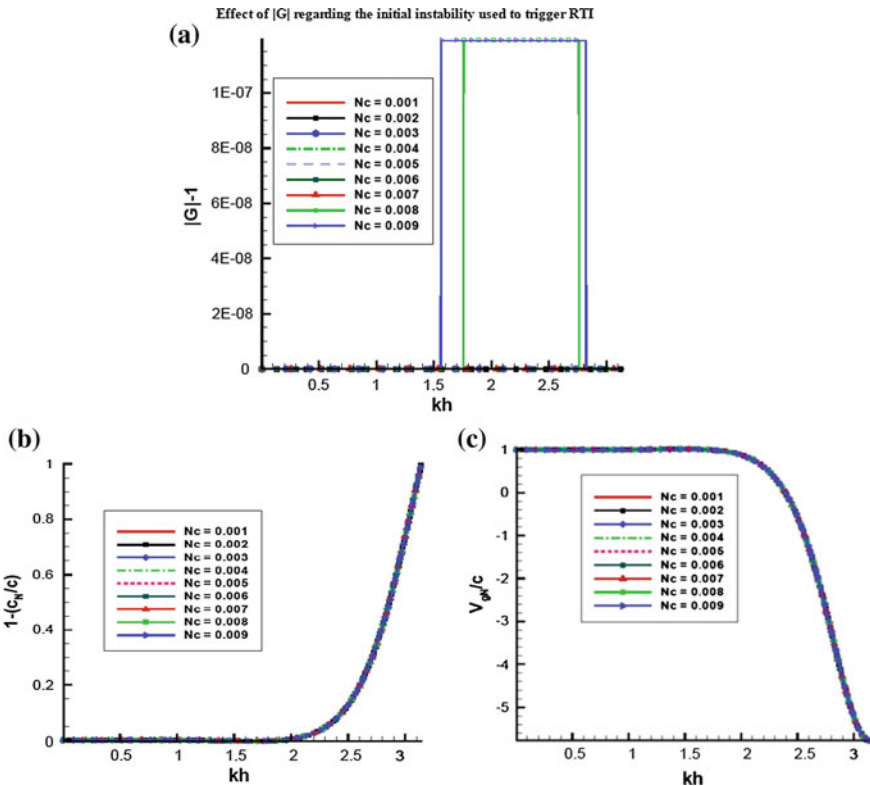 Effect of |G| regarding the initial instability used to trigger RTI
(a)
|G|-1
1E-07
8E-08
6E-08
4E-08
2E-08
0
Nc = 0.001
Nc = 0.002
Nc = 0.003
Nc = 0.004
Nc = 0.005
Nc = 0.006
Nc = 0.007
Nc = 0.008
Nc = 0.009
0.5 1 1.5 2 2.5
kh
(b)
1-(c_N/c)
1
0.8
0.6
0.4
0.2
0
Nc = 0.001
Nc = 0.002
Nc = 0.003
Nc = 0.004
Nc = 0.005
Nc = 0.006
Nc = 0.007
Nc = 0.008
Nc = 0.009
0.5 1 1.5 2 2.5 3
kh
(c)
V_gN/c
1
0
-1
-2
-3
-4
-5
Nc = 0.001
Nc = 0.002
Nc = 0.003
Nc = 0.004
Nc = 0.005
Nc = 0.006
Nc = 0.007
Nc = 0.008
Nc = 0.009
0.5 1 1.5 2 2.5 3
kh